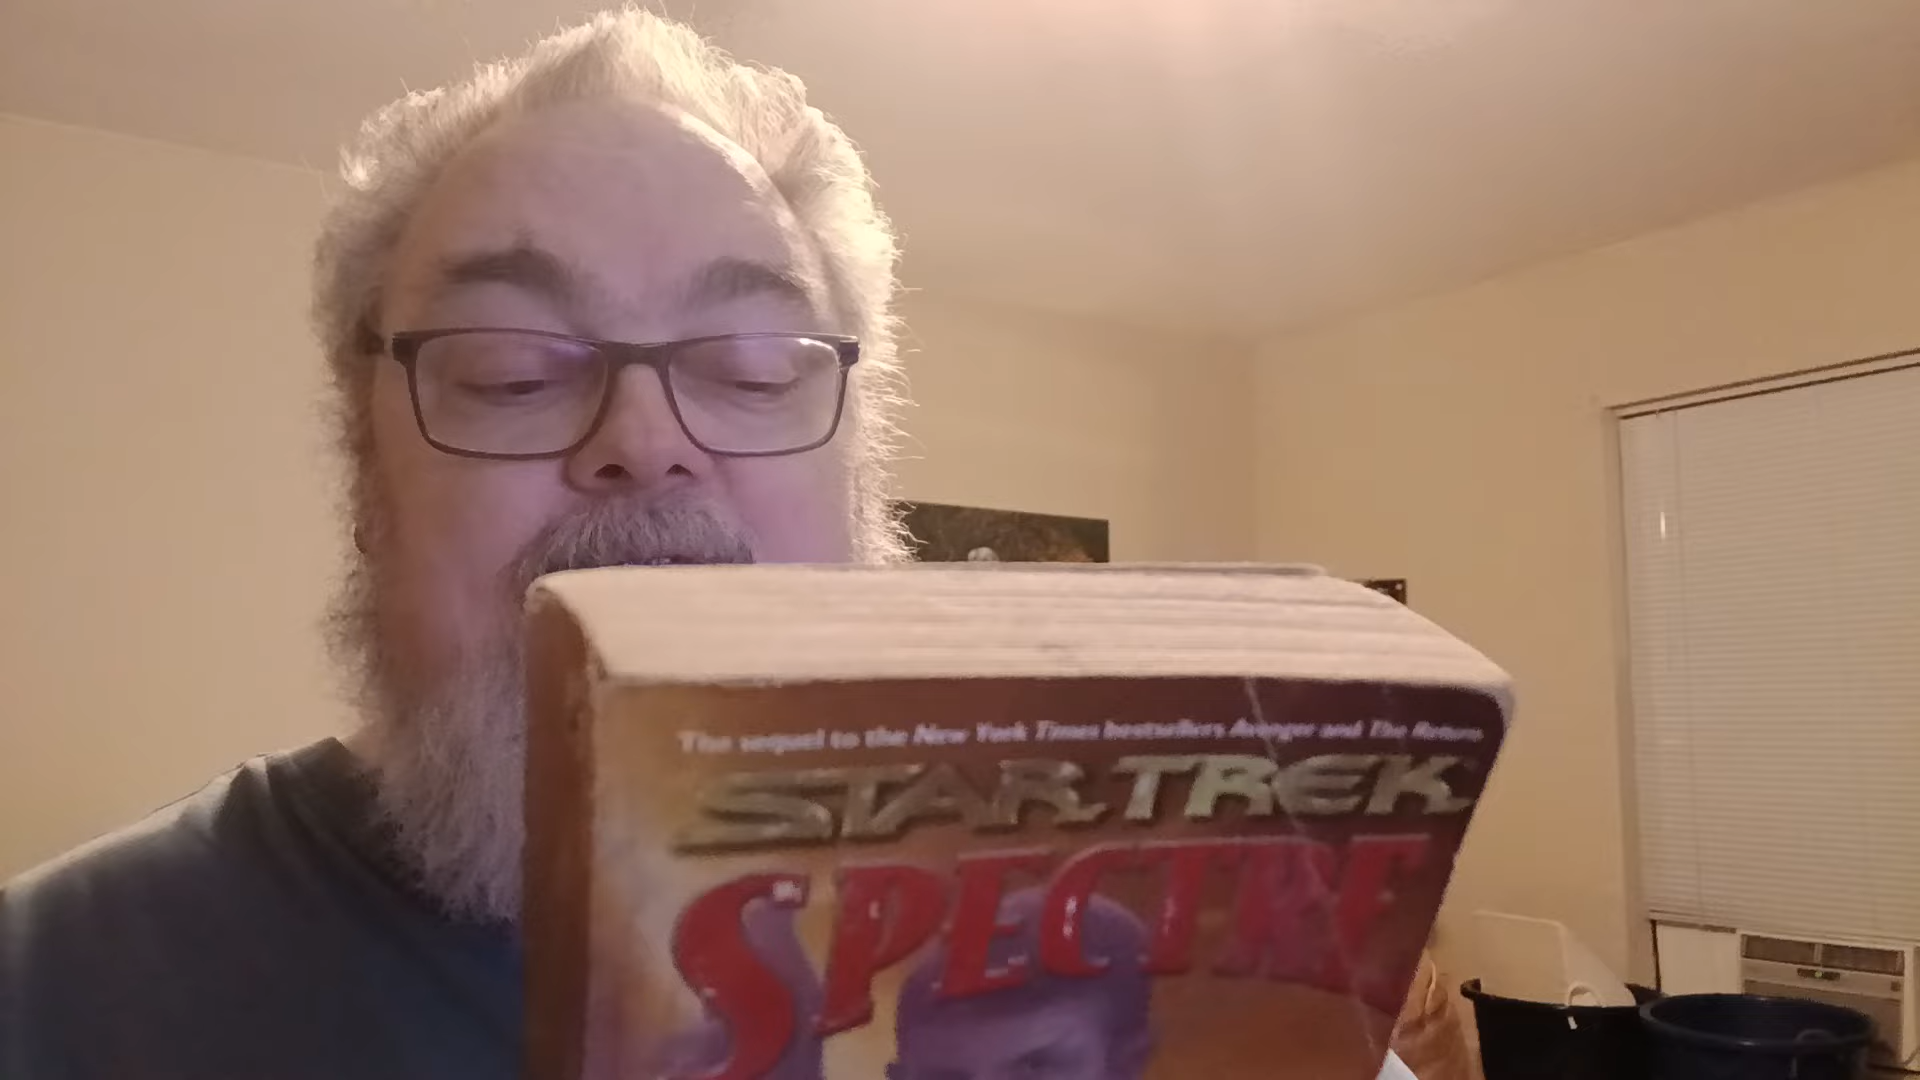 The sequel to the New York Times bestsellers Avenger and The Return
STAR TREK
SPECTRE